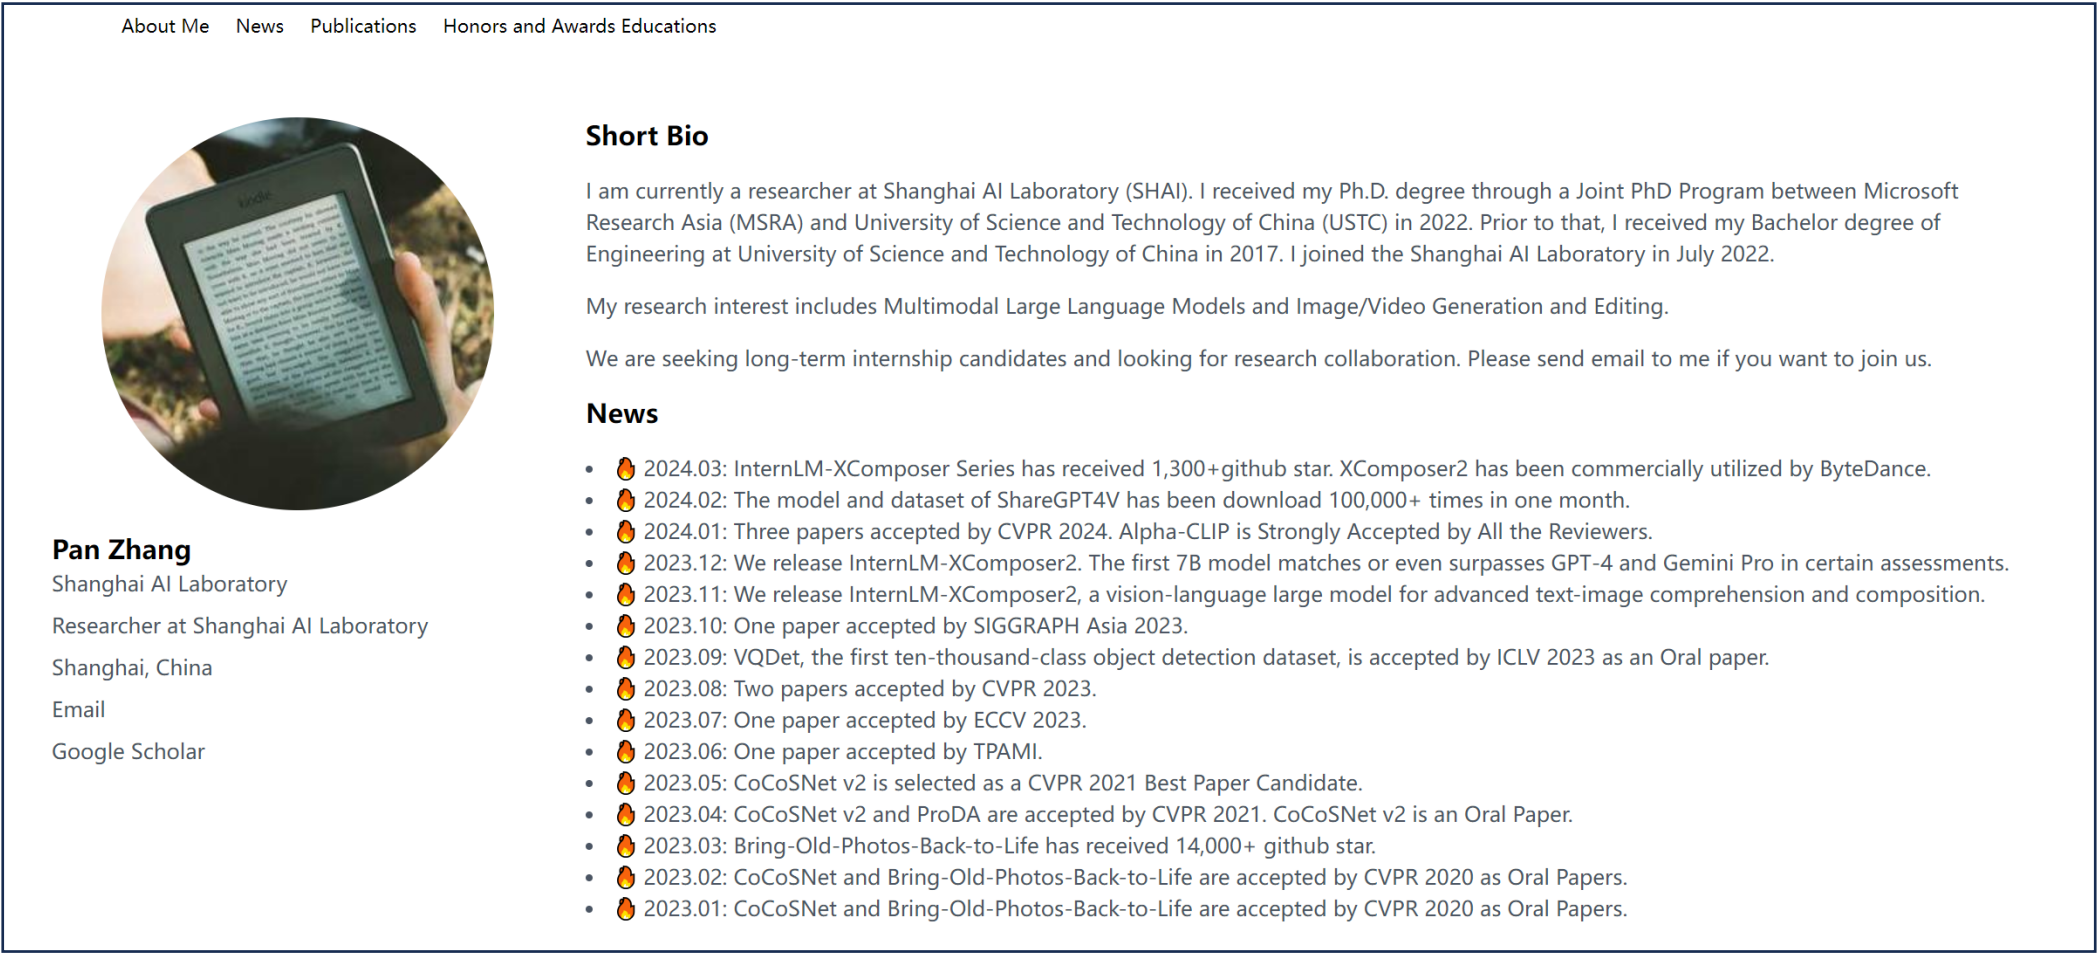 About Me News Publications Honors and Awards Educations
kindle
Short Bio
I am currently a researcher at Shanghai AI Laboratory (SHAI). I received my Ph.D. degree through a Joint PhD Program between Microsoft
Research Asia (MSRA) and University of Science and Technology of China (USTC) in 2022. Prior to that, I received my Bachelor degree of
Engineering at University of Science and Technology of China in 2017. I joined the Shanghai AI Laboratory in July 2022.
My research interest includes Multimodal Large Language Models and Image/Video Generation and Editing.
We are seeking long-term internship candidates and looking for research collaboration. Please send email to me if you want to join us.
News
• 🔥 2024.03: InternLM-XComposer Series has received 1,300+github star. XComposer2 has been commercially utilized by ByteDance.
• 🔥 2024.02: The model and dataset of ShareGPT4V has been download 100,000+ times in one month.
• 🔥 2024.01: Three papers accepted by CVPR 2024. Alpha-CLIP is Strongly Accepted by All the Reviewers.
• 🔥 2023.12: We release InternLM-XComposer2. The first 7B model matches or even surpasses GPT-4 and Gemini Pro in certain assessments.
• 🔥 2023.11: We release InternLM-XComposer2, a vision-language large model for advanced text-image comprehension and composition.
• 🔥 2023.10: One paper accepted by SIGGRAPH Asia 2023.
• 🔥 2023.09: VQDet, the first ten-thousand-class object detection dataset, is accepted by ICLV 2023 as an Oral paper.
• 🔥 2023.08: Two papers accepted by CVPR 2023.
• 🔥 2023.07: One paper accepted by ECCV 2023.
• 🔥 2023.06: One paper accepted by TPAMI.
• 🔥 2023.05: CoCoSNet v2 is selected as a CVPR 2021 Best Paper Candidate.
• 🔥 2023.04: CoCoSNet v2 and ProDA are accepted by CVPR 2021. CoCoSNet v2 is an Oral Paper.
• 🔥 2023.03: Bring-Old-Photos-Back-to-Life has received 14,000+ github star.
• 🔥 2023.02: CoCoSNet and Bring-Old-Photos-Back-to-Life are accepted by CVPR 2020 as Oral Papers.
• 🔥 2023.01: CoCoSNet and Bring-Old-Photos-Back-to-Life are accepted by CVPR 2020 as Oral Papers.
Pan Zhang
Shanghai AI Laboratory
Researcher at Shanghai AI Laboratory
Shanghai, China
Email
Google Scholar